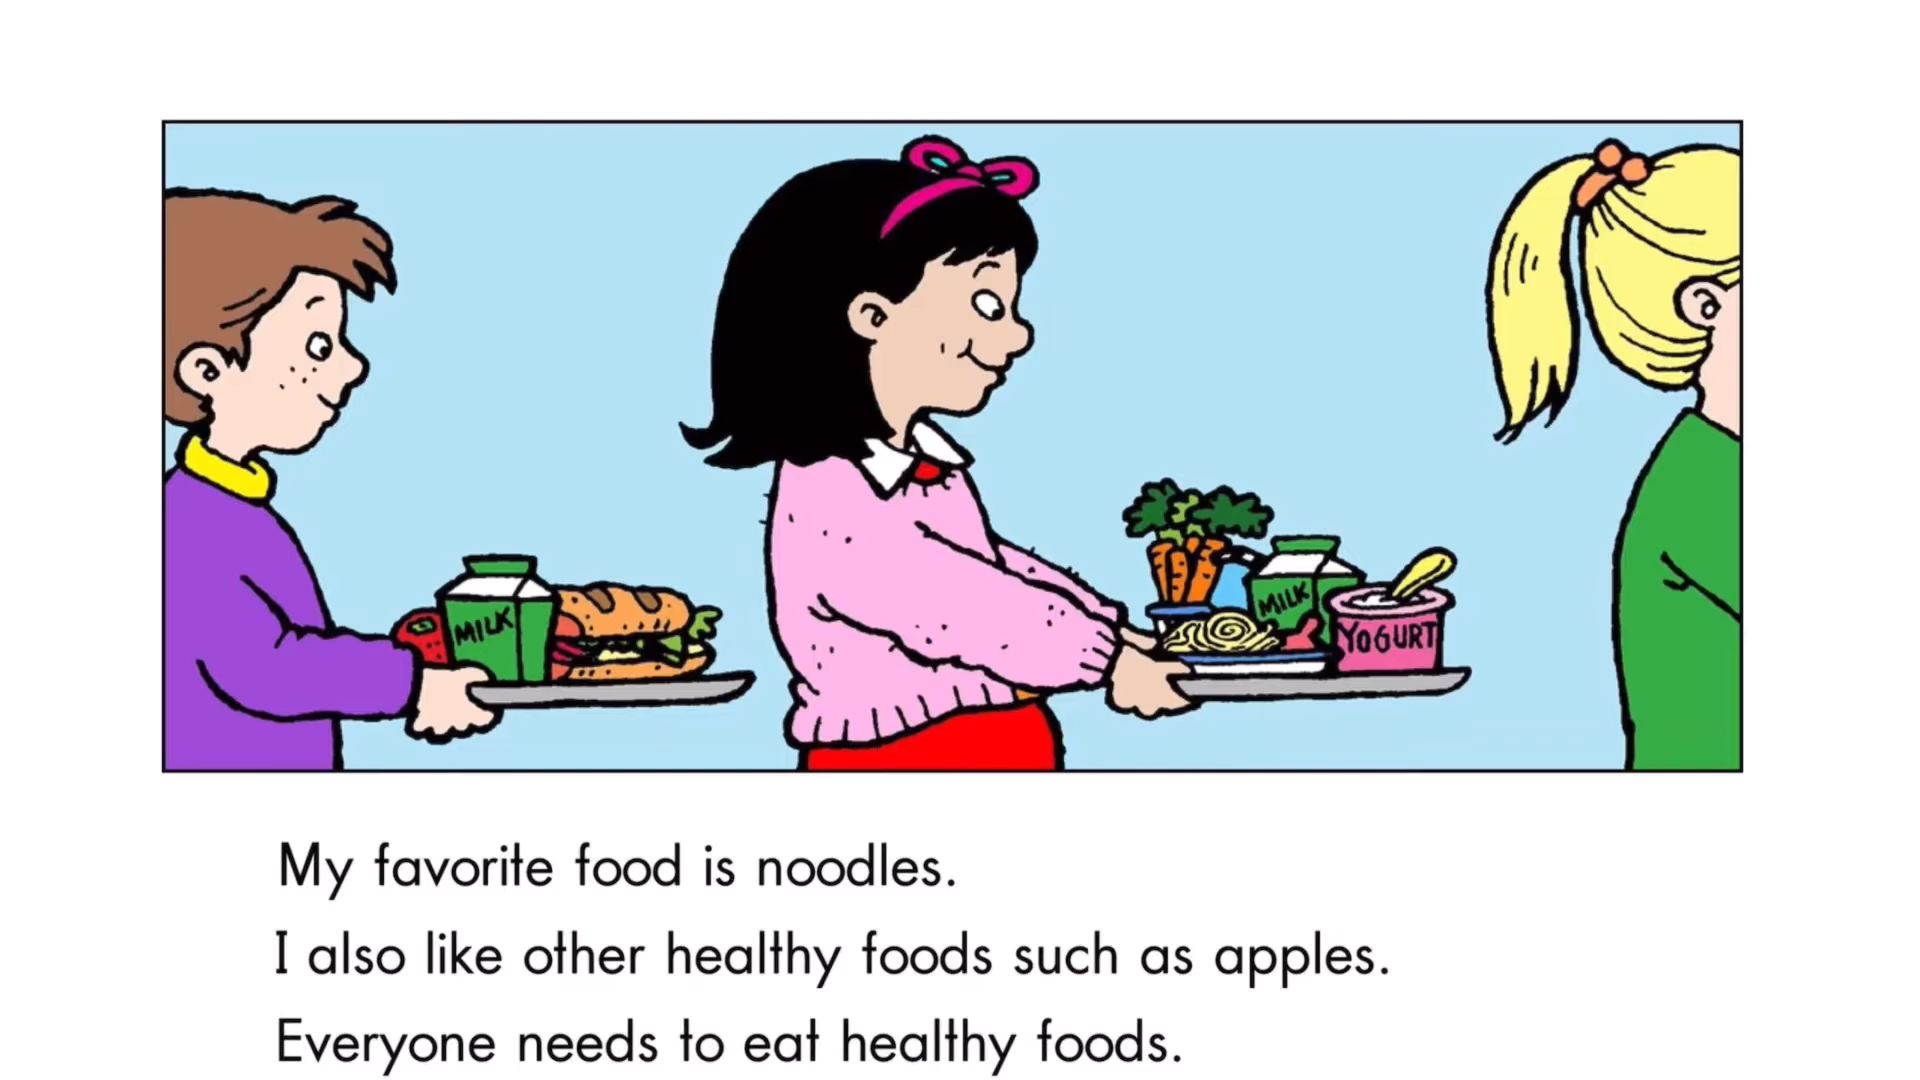 MILK
MILK
YOGURT
My favorite food is noodles.
I also like other healthy foods such as apples.
Everyone needs to eat healthy foods.